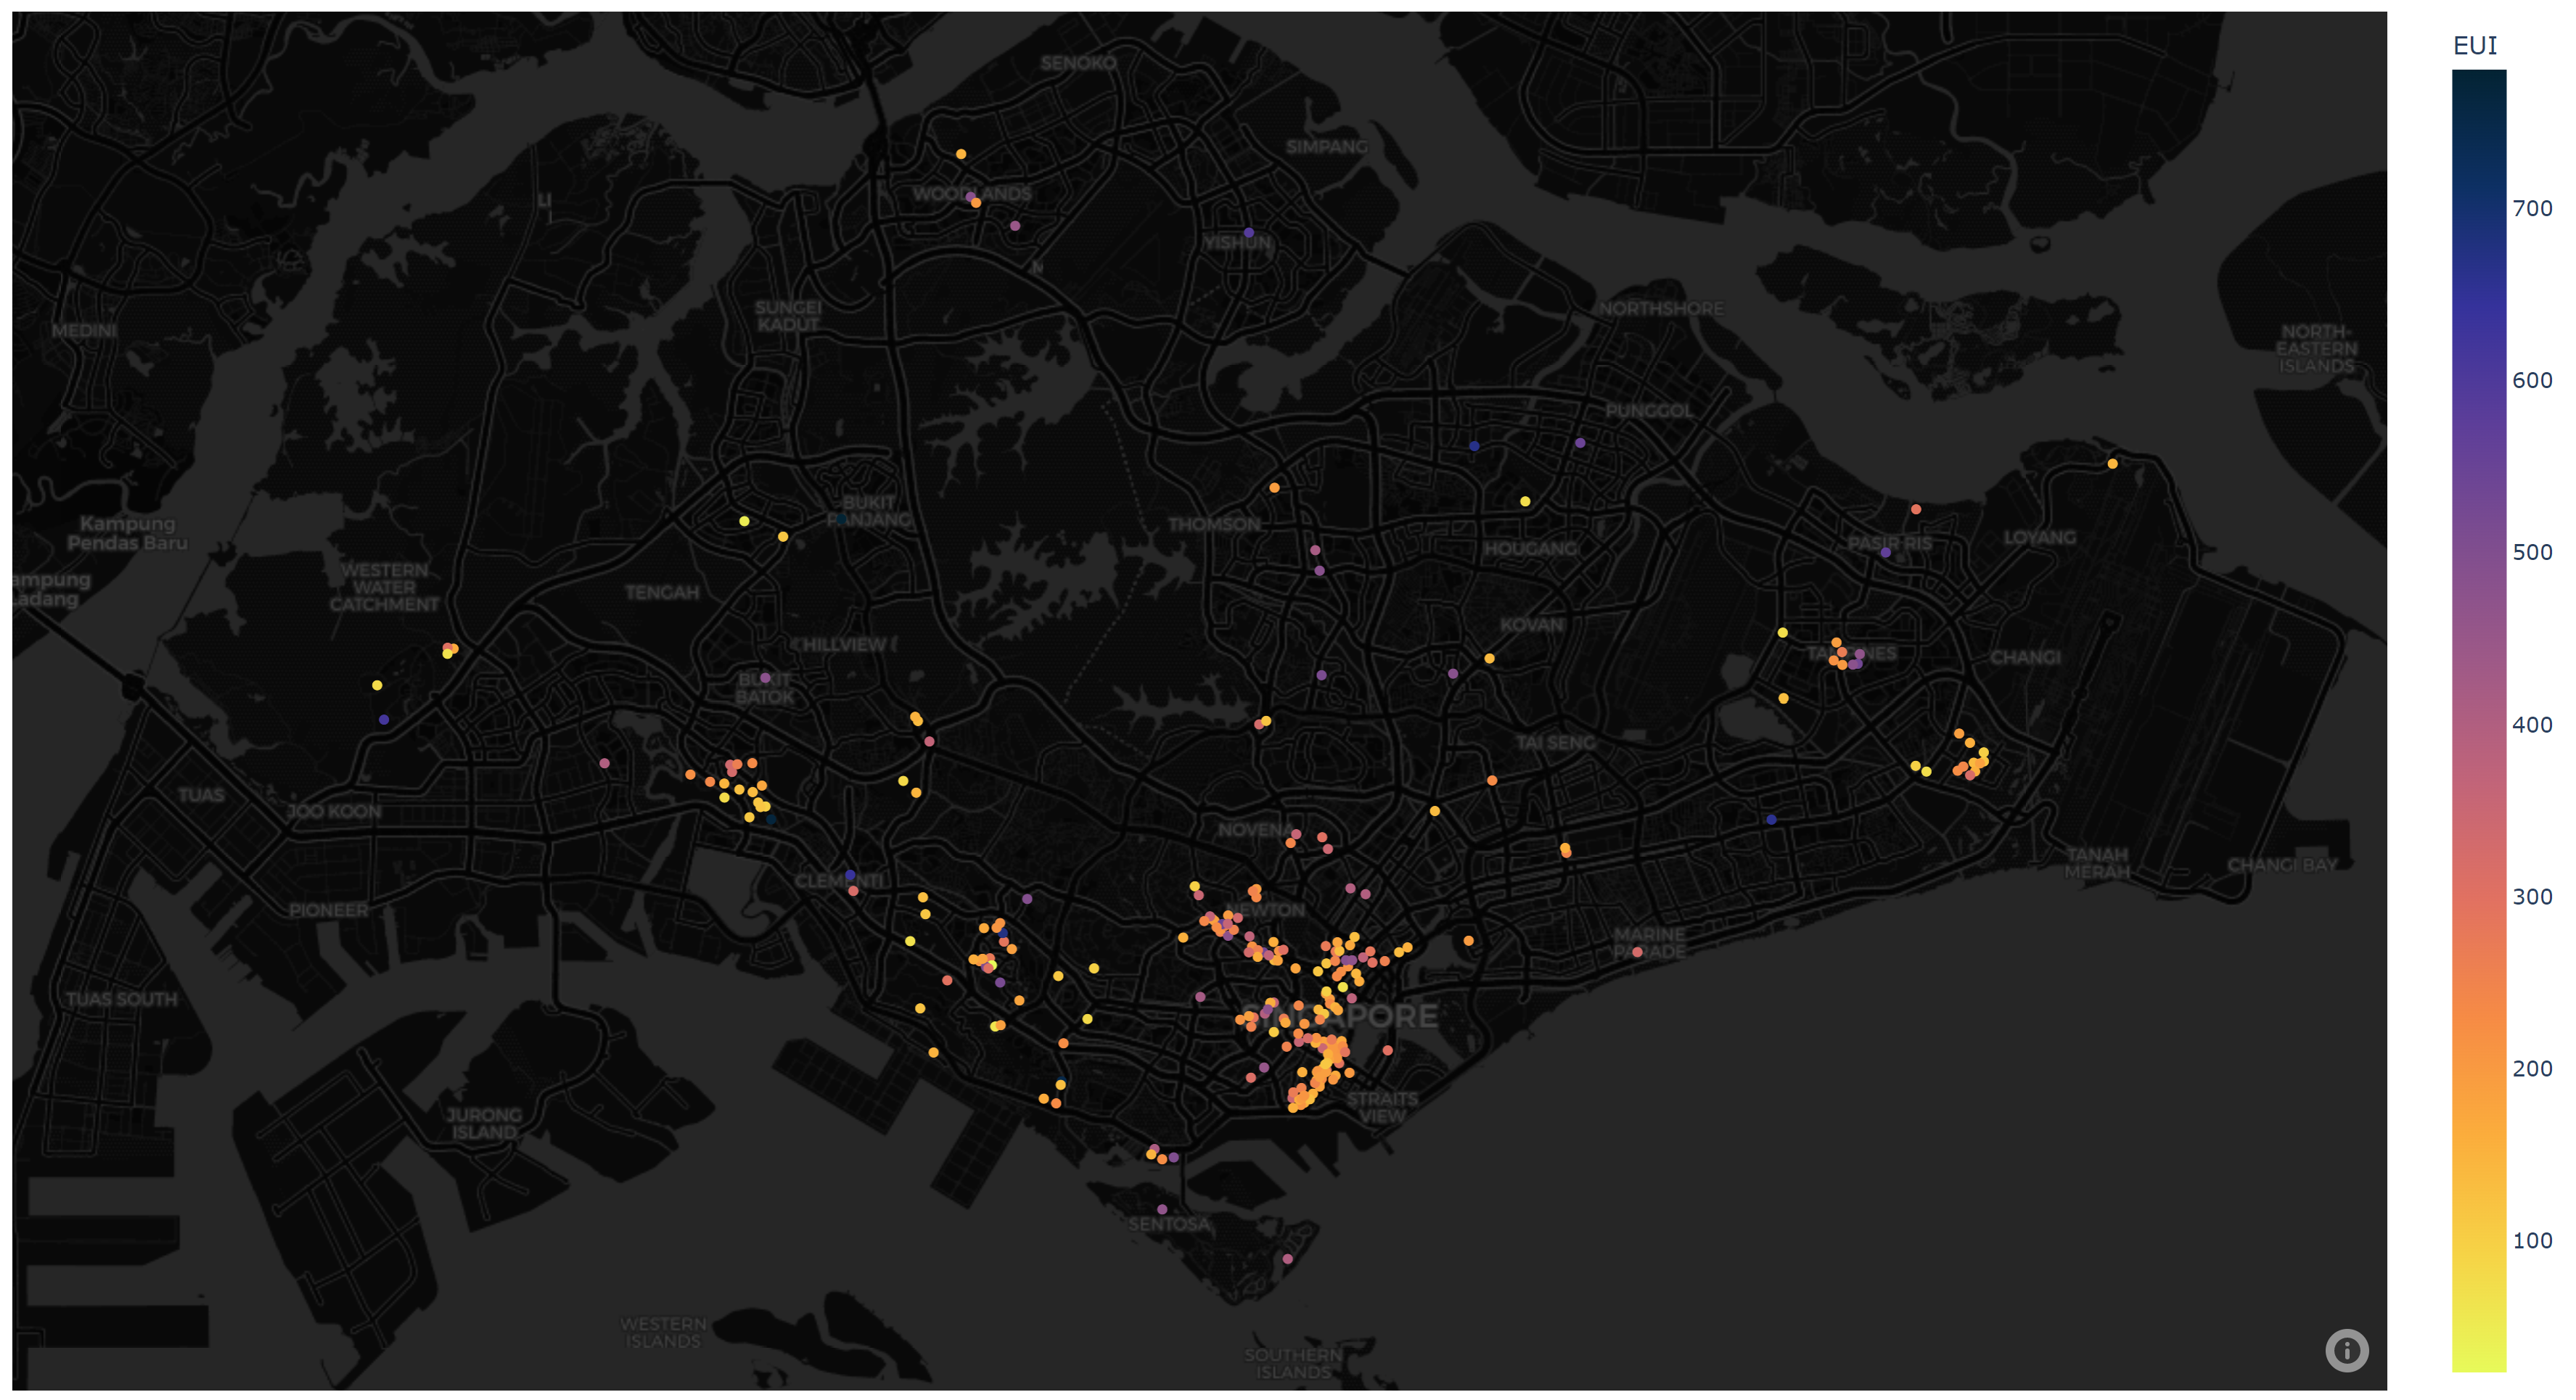 EUI
SENOKO
SIMPANG
WOODLANDS
YISHUN
SUNGEI
KADUT
NORTHSHORE
MEDINI
NORTH-
EASTERN
ISLANDS
PUNGGOL
BUKIT
PANJANG
Kampung
Pendas Baru
THOMSON
HOUGANG
PASIR RIS
LOYANG
WESTERN
WATER
CATCHMENT
TENGAH
KOVAN
HILLVIEW
TAMPINES
CHANGI
BUKIT
BATOK
TAI SENG
TUAS
JOO KOON
NOVENA
TANAH
MERAH
CHANGI BAY
CLEMENTI
PIONEER
NEWTON
MARINE
PARADE
TUAS SOUTH
SINGAPORE
JURONG
ISLAND
STRAITS
VIEW
SENTOSA
WESTERN
ISLANDS
SOUTHERN
ISLANDS
700
600
500
400
300
200
100